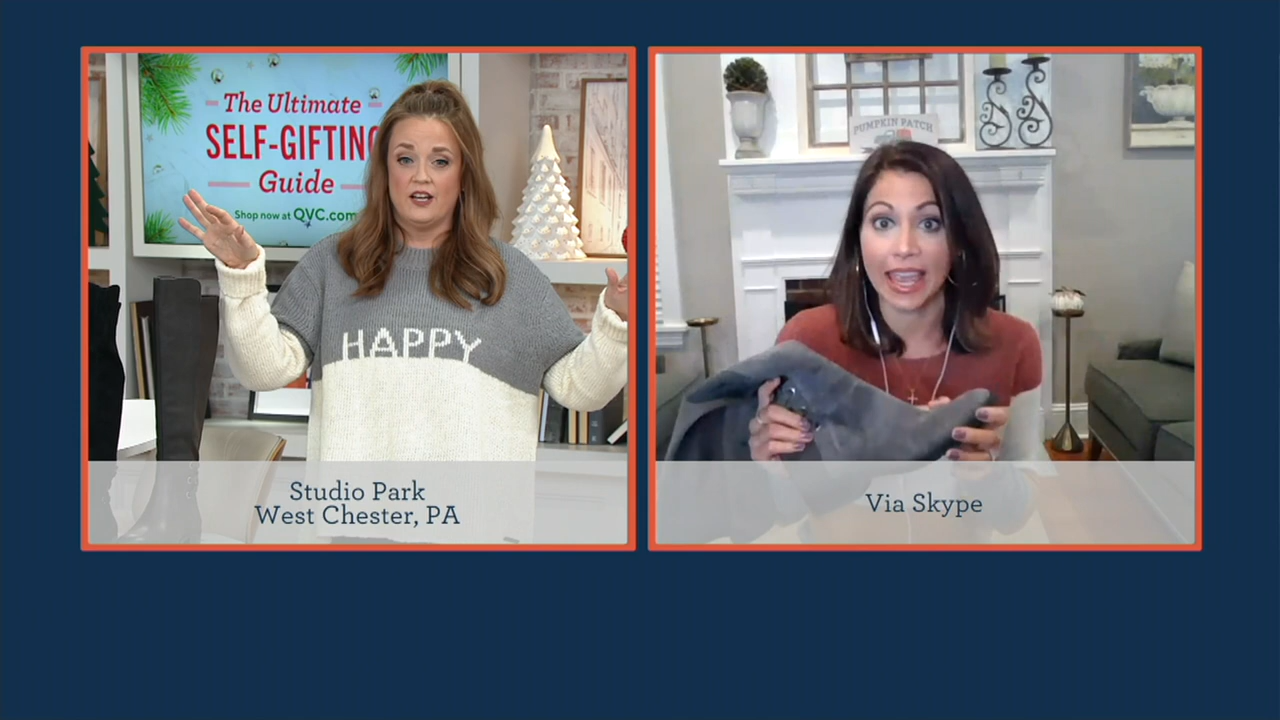 The Ultimate
SELF-GIFTING
Guide
Shop now at QVC.com
HAPPY
Studio Park
West Chester, PA
PUMPKIN PATCH
Via Skype